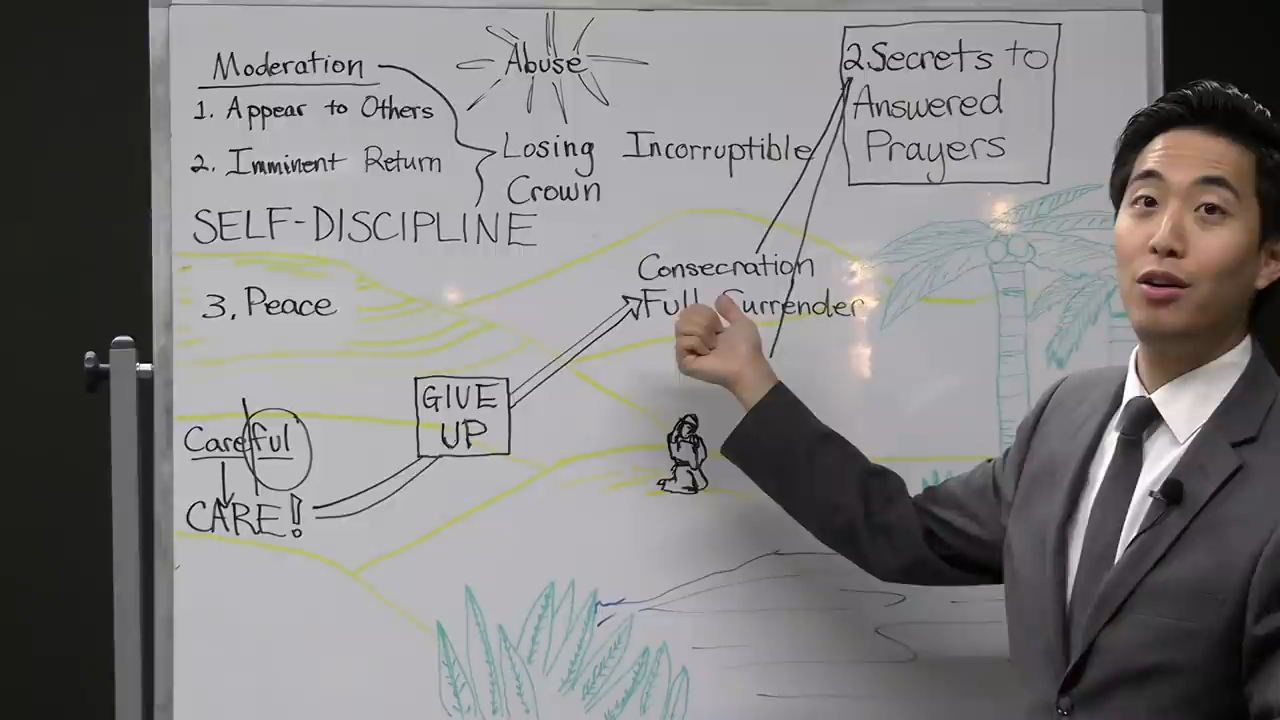 Moderation
1. Appear to Others
2. Imminent Return
SELF-DISCIPLINE
3. Peace
Careful
CARE!
GIVE
UP
Abuse
Losing
Crown
Incorruptible
Consecration
Full Surrender
2 Secrets to
Answered
Prayers